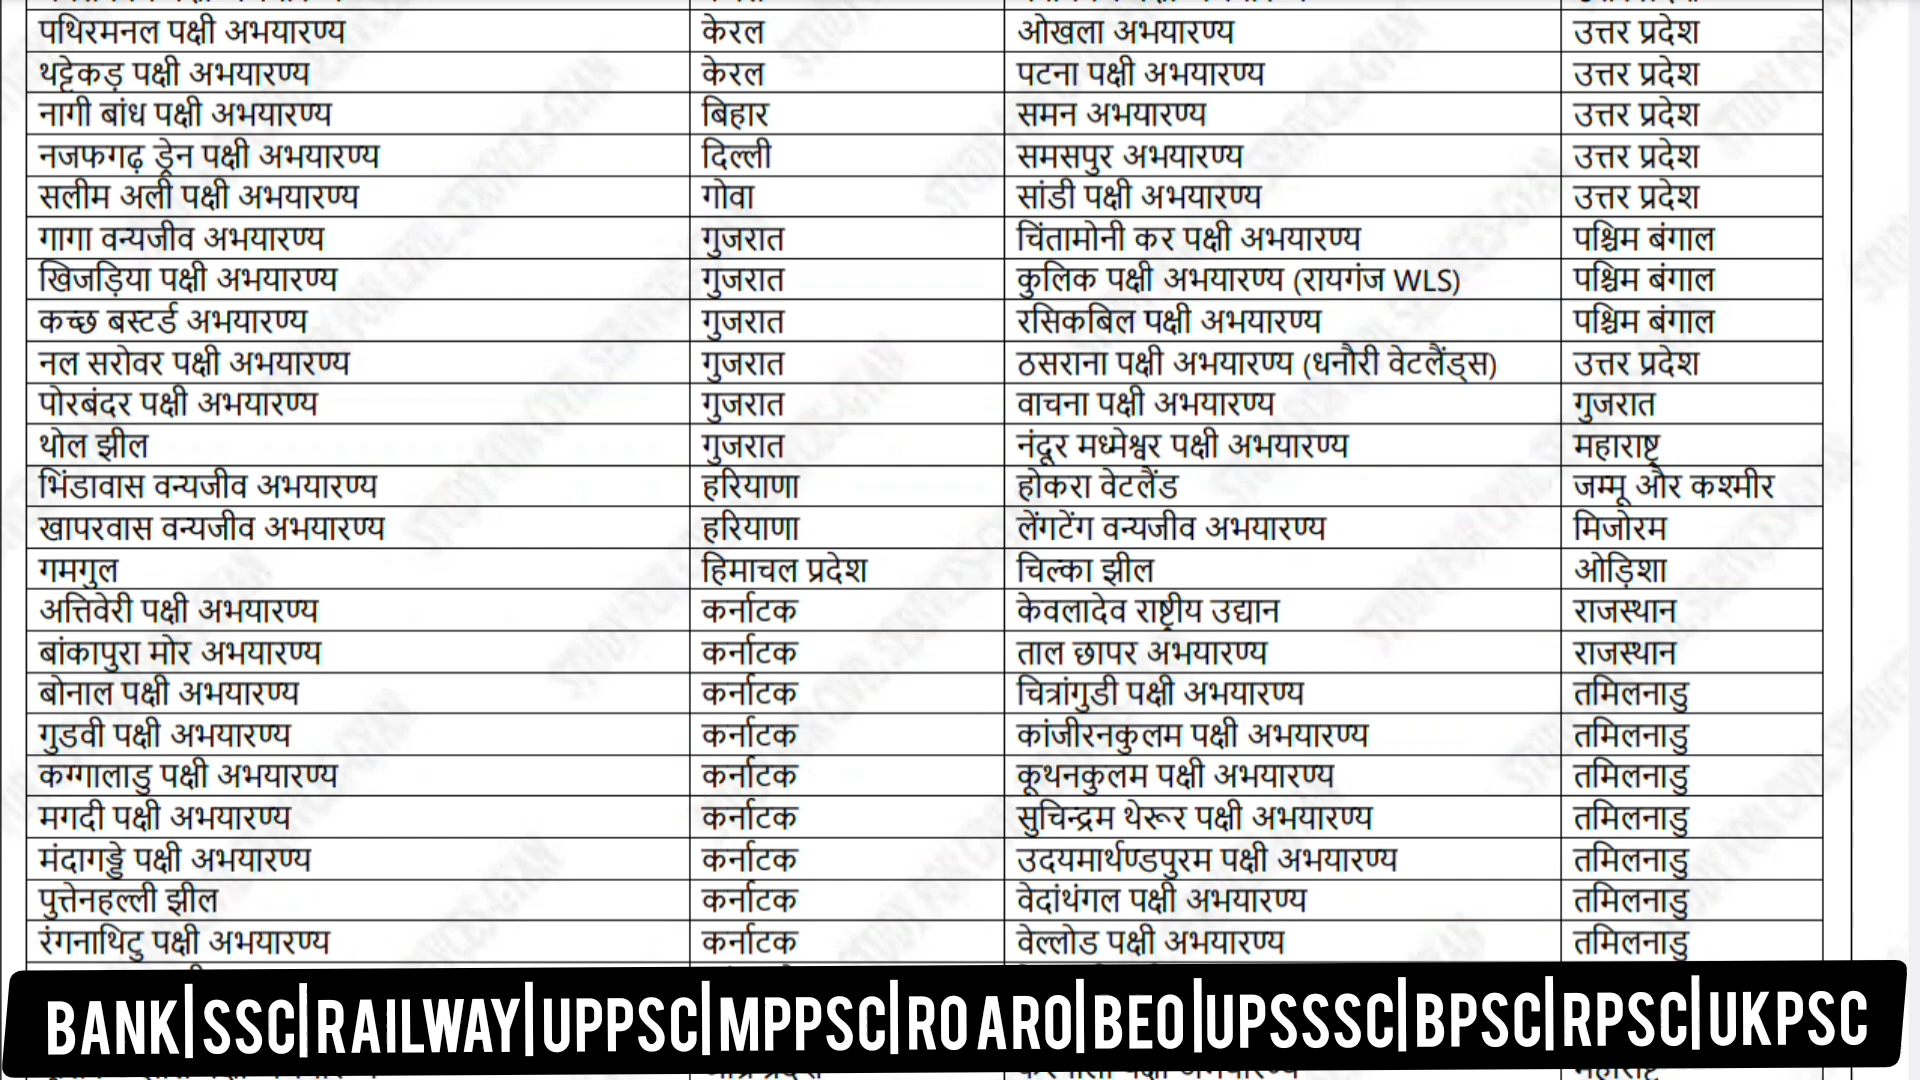 पथिरमनल पक्षी अभयारण्य केरल ओखला अभयारण्य उत्तर प्रदेश
थट्टेकड़ पक्षी अभयारण्य केरल पटना पक्षी अभयारण्य उत्तर प्रदेश
नागी बांध पक्षी अभयारण्य बिहार समन अभयारण्य उत्तर प्रदेश
नजफगढ़ ड्रेन पक्षी अभयारण्य दिल्ली समसपुर अभयारण्य उत्तर प्रदेश
सलीम अली पक्षी अभयारण्य गोवा सांडी पक्षी अभयारण्य उत्तर प्रदेश
गागा वन्यजीव अभयारण्य गुजरात चिंतामोनी कर पक्षी अभयारण्य पश्चिम बंगाल
खिजड़िया पक्षी अभयारण्य गुजरात कुलिक पक्षी अभयारण्य (रायगंज WLS) पश्चिम बंगाल
कच्छ बस्टर्ड अभयारण्य गुजरात रसिकबिल पक्षी अभयारण्य पश्चिम बंगाल
नल सरोवर पक्षी अभयारण्य गुजरात ठसराना पक्षी अभयारण्य (धनौरी वेटलैंड्स) उत्तर प्रदेश
पोरबंदर पक्षी अभयारण्य गुजरात वाचना पक्षी अभयारण्य गुजरात
थोल झील गुजरात नंदूर मध्मेश्वर पक्षी अभयारण्य महाराष्ट्र
भिंडावास वन्यजीव अभयारण्य हरियाणा होकरा वेटलैंड जम्मू और कश्मीर
खापरवास वन्यजीव अभयारण्य हरियाणा लेंगटेंग वन्यजीव अभयारण्य मिजोरम
गमगुल हिमाचल प्रदेश चिल्का झील ओड़िशा
अत्तिवेरी पक्षी अभयारण्य कर्नाटक केवलादेव राष्ट्रीय उद्यान राजस्थान
बांकापुरा मोर अभयारण्य कर्नाटक ताल छापर अभयारण्य राजस्थान
बोनाल पक्षी अभयारण्य कर्नाटक चित्रांगुडी पक्षी अभयारण्य तमिलनाडु
गुडवी पक्षी अभयारण्य कर्नाटक कांजीरनकुलम पक्षी अभयारण्य तमिलनाडु
कग्गालाडु पक्षी अभयारण्य कर्नाटक कूथनकुलम पक्षी अभयारण्य तमिलनाडु
मगदी पक्षी अभयारण्य कर्नाटक सुचिन्द्रम थेरूर पक्षी अभयारण्य तमिलनाडु
मंदागड्डे पक्षी अभयारण्य कर्नाटक उदयमार्थण्डपुरम पक्षी अभयारण्य तमिलनाडु
पुत्तेनहल्ली झील कर्नाटक वेदांथंगल पक्षी अभयारण्य तमिलनाडु
रंगनाथिटु पक्षी अभयारण्य कर्नाटक वेल्लोड पक्षी अभयारण्य तमिलनाडु
BANK|SSC|RAILWAY|UPPSC|MPPSC|RO ARO|BEO|UPSSSC|BPSC|RPSC|UKPSC